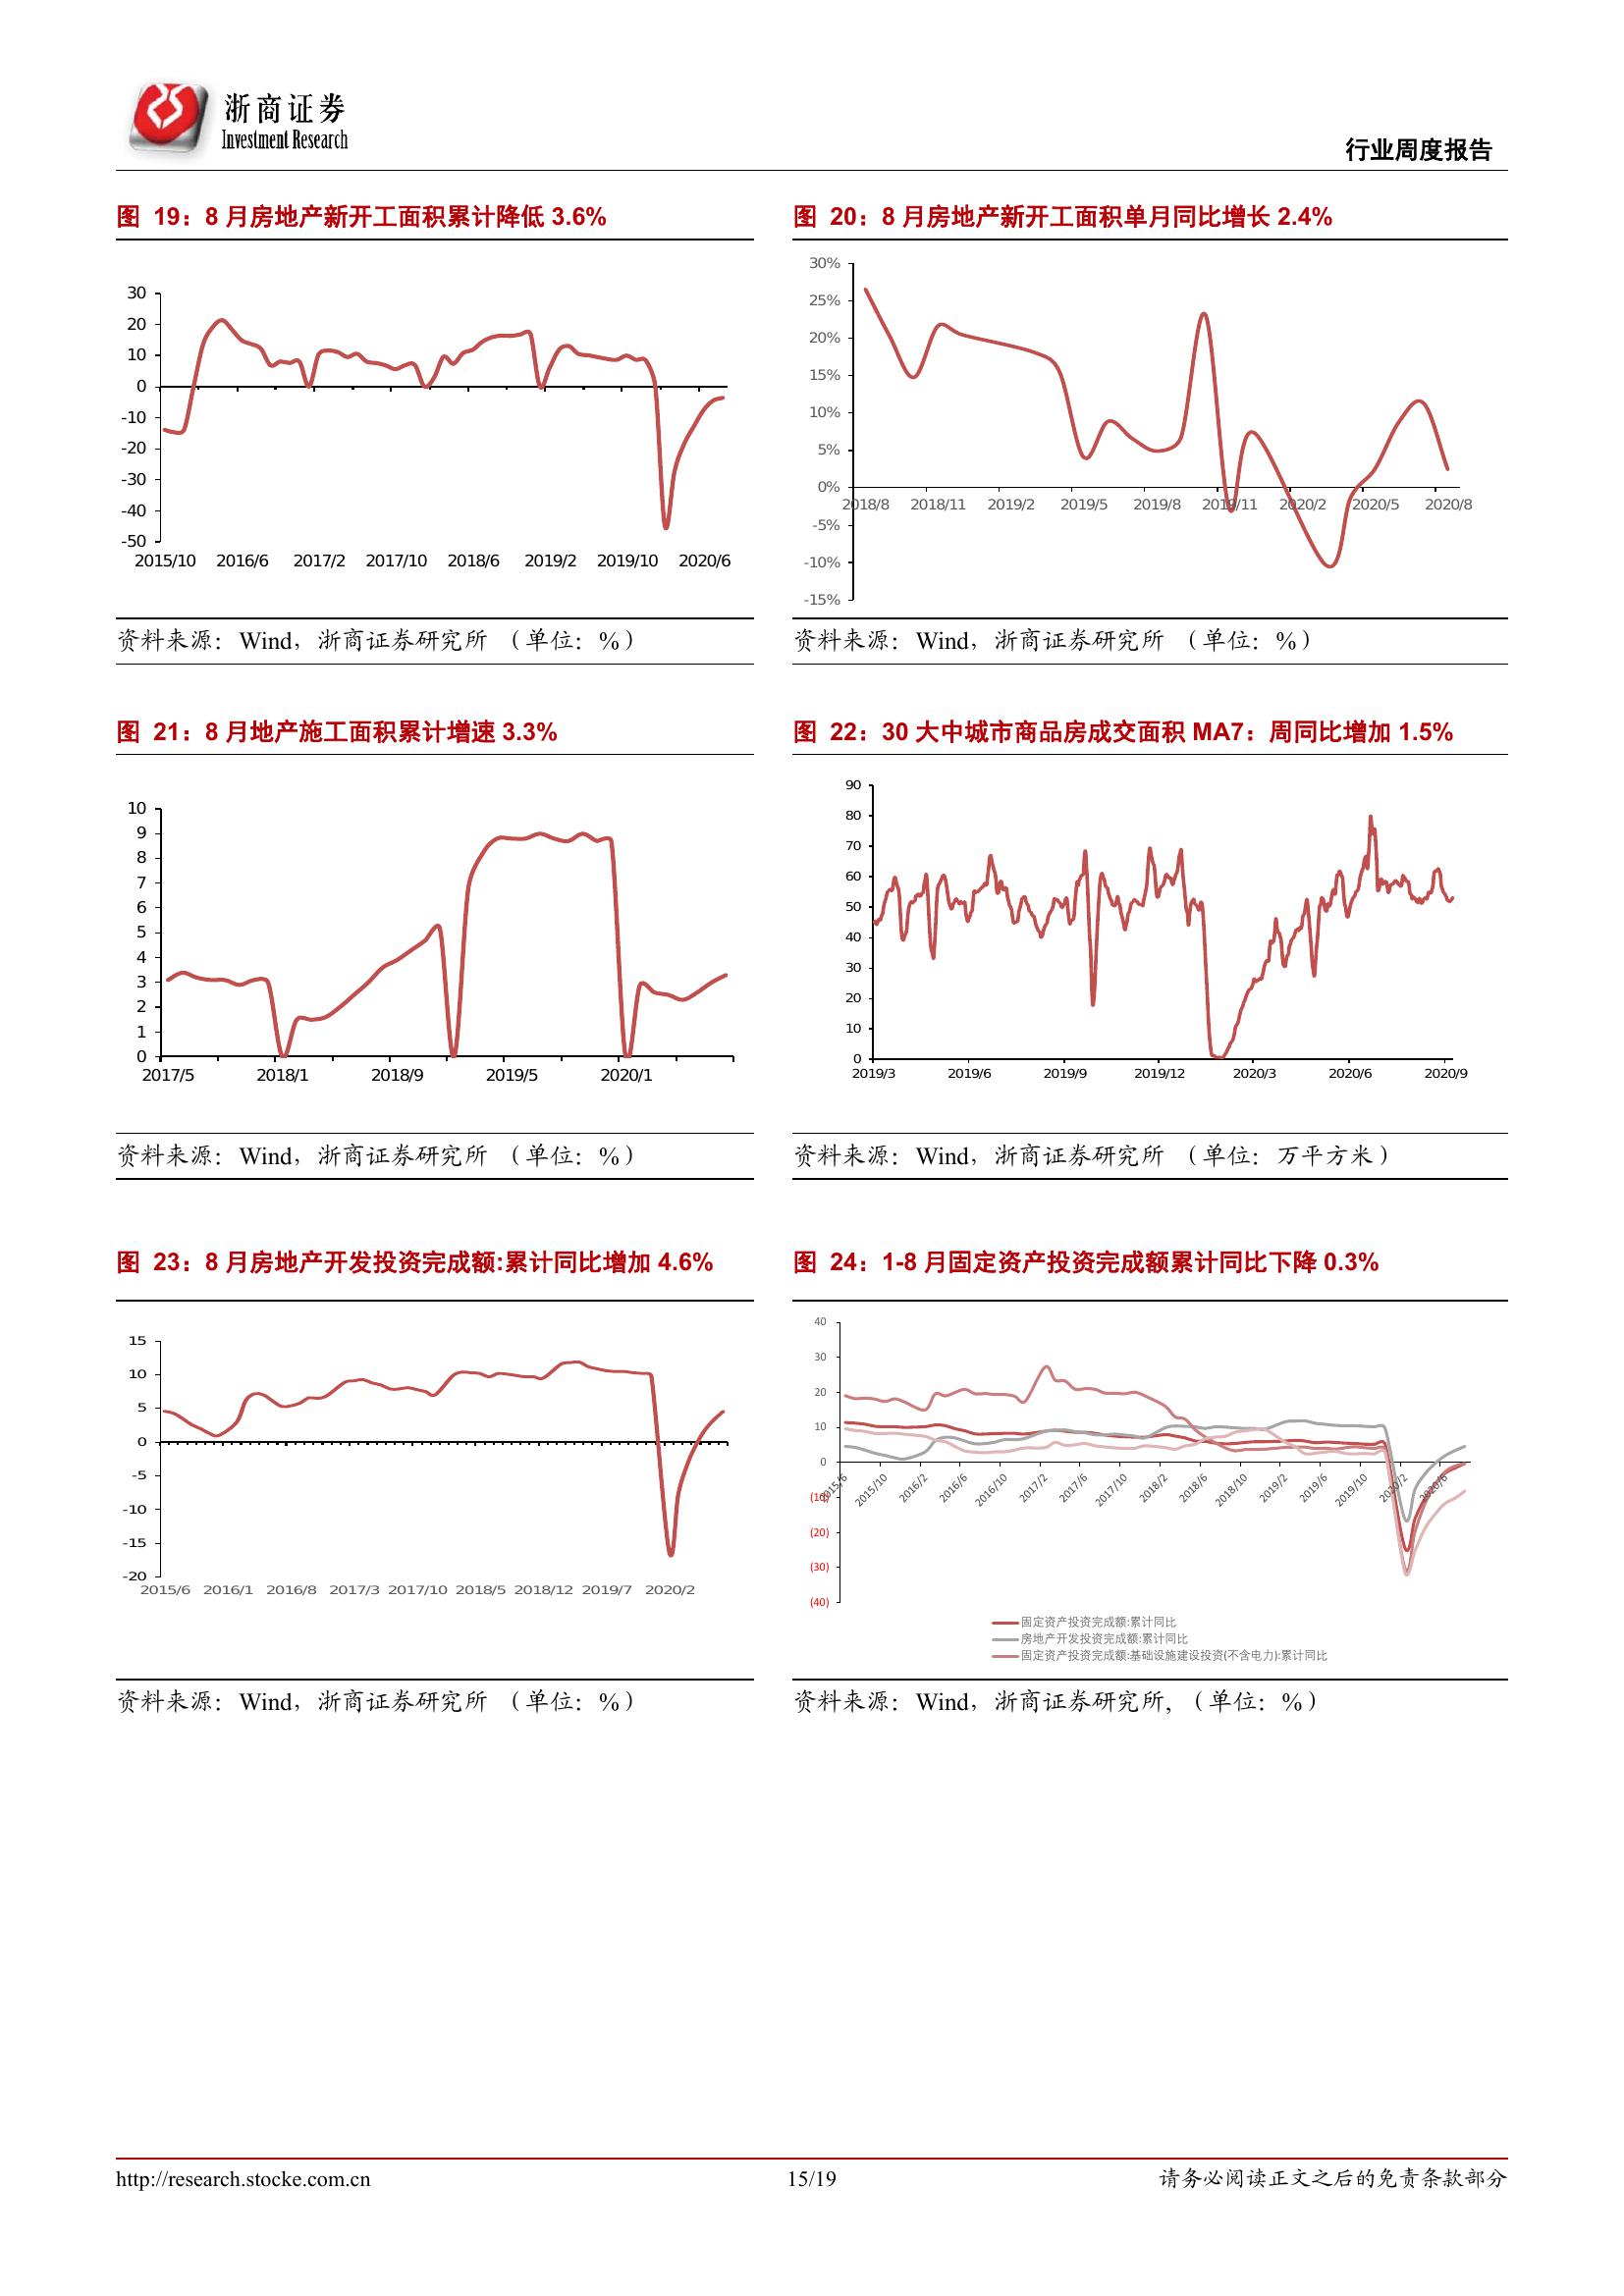 浙商证券
Investment Research
行业周度报告
图 19：8 月房地产新开工面积累计降低 3.6%
30
20
10
0
-10
-20
-30
-40
-50
2015/10 2016/6 2017/2 2017/10 2018/6 2019/2 2019/10 2020/6
资料来源：Wind，浙商证券研究所 （单位：%）
图 20：8 月房地产新开工面积单月同比增长 2.4%
30%
25%
20%
15%
10%
5%
0%
2018/8 2018/11 2019/2 2019/5 2019/8 2019/11 2020/2 2020/5 2020/8
-5%
-10%
-15%
资料来源：Wind，浙商证券研究所 （单位：%）
图 21：8 月地产施工面积累计增速 3.3%
10
9
8
7
6
5
4
3
2
1
0
2017/5 2018/1 2018/9 2019/5 2020/1
资料来源：Wind，浙商证券研究所 （单位：%）
图 22：30 大中城市商品房成交面积 MA7：周同比增加 1.5%
90
80
70
60
50
40
30
20
10
0
2019/3 2019/6 2019/9 2019/12 2020/3 2020/6 2020/9
资料来源：Wind，浙商证券研究所 （单位：万平方米）
图 23：8 月房地产开发投资完成额:累计同比增加 4.6%
15
10
5
0
-5
-10
-15
-20
2015/6 2016/1 2016/8 2017/3 2017/10 2018/5 2018/12 2019/7 2020/2
资料来源：Wind，浙商证券研究所 （单位：%）
图 24：1-8 月固定资产投资完成额累计同比下降 0.3%
40
30
20
10
0
(10)
(20)
(30)
(40)
2015/6 2015/10 2016/2 2016/6 2016/10 2017/2 2017/6 2017/10 2018/2 2018/6 2018/10 2019/2 2019/6 2019/10 2020/2 2020/6
固定资产投资完成额:累计同比
房地产开发投资完成额:累计同比
固定资产投资完成额:基础设施建设投资(不含电力):累计同比
资料来源：Wind，浙商证券研究所,（单位：%）
http://research.stocke.com.cn
15/19
请务必阅读正文之后的免责条款部分